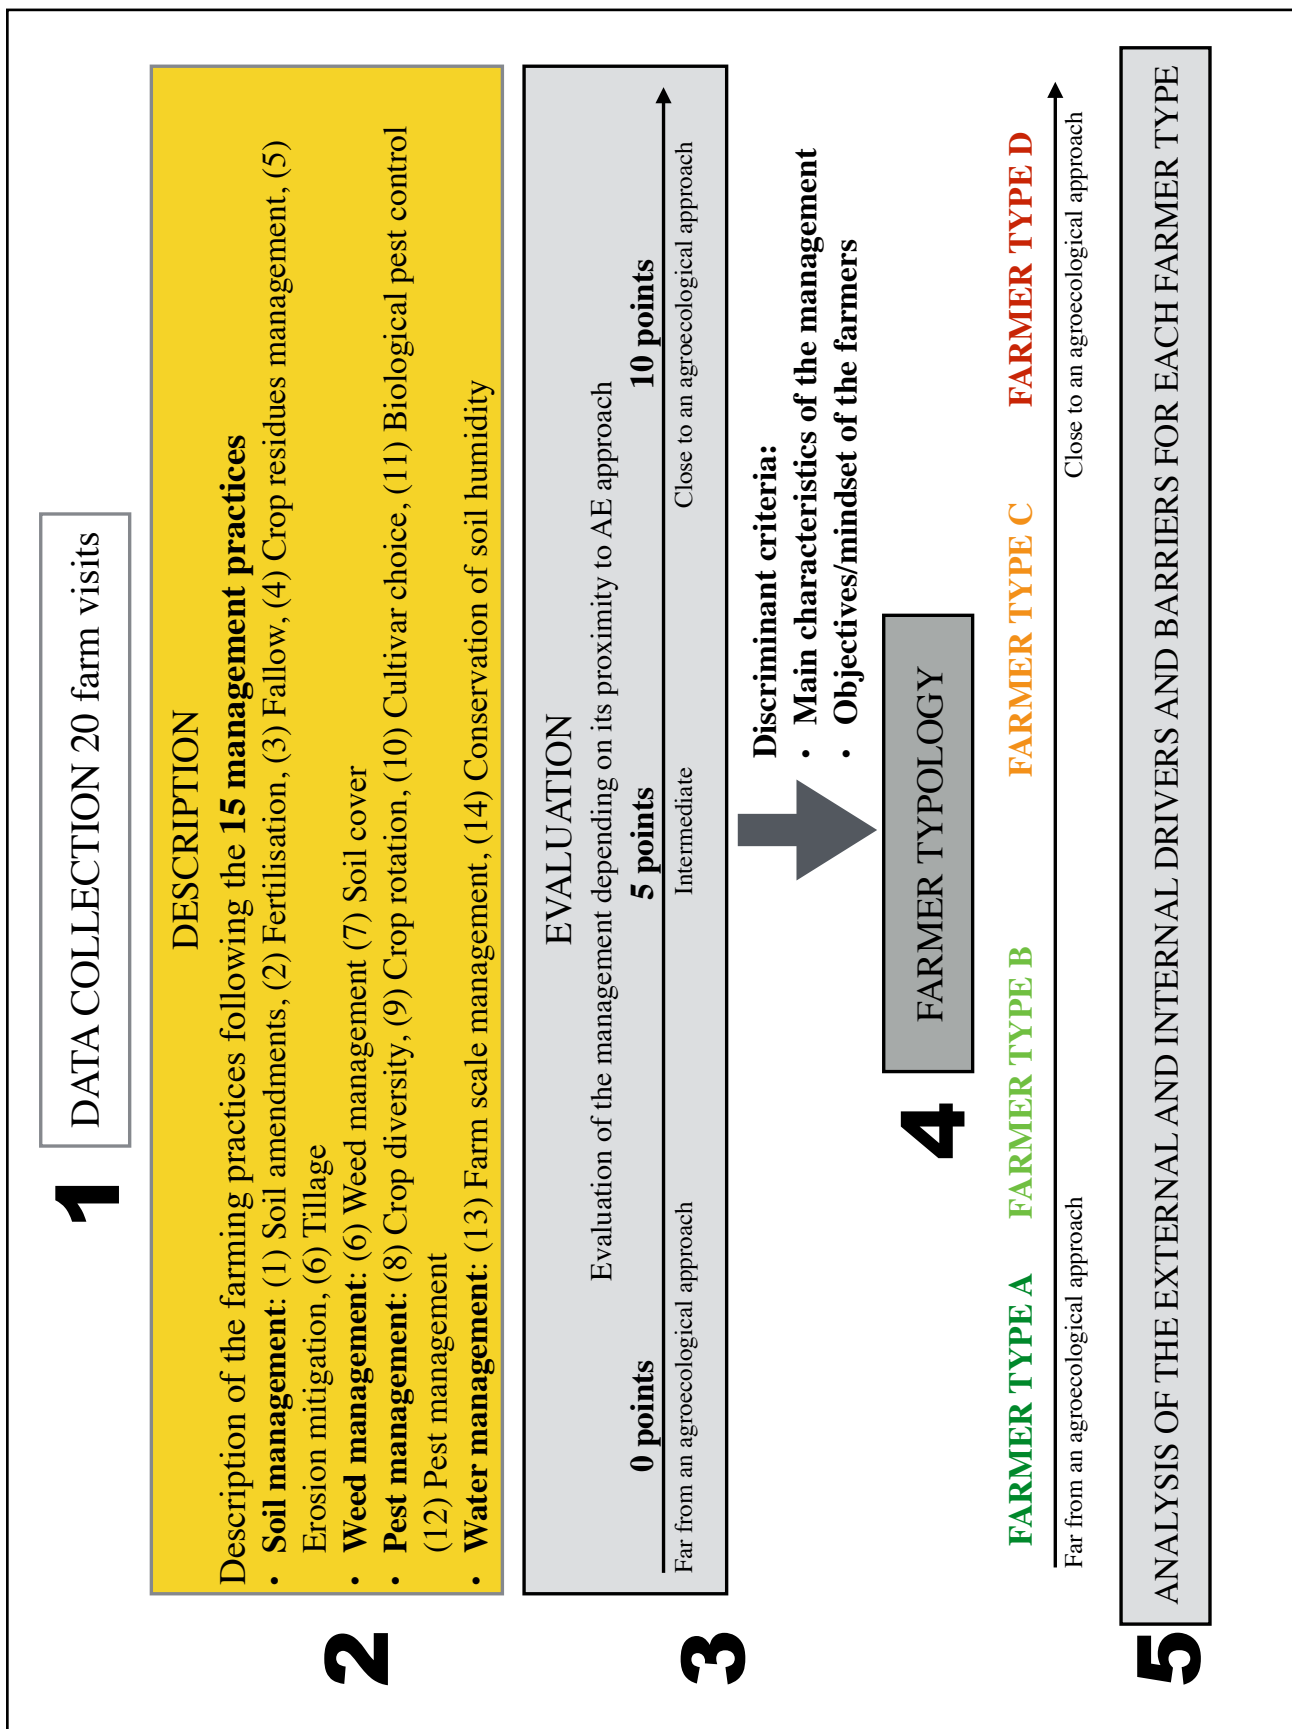 1
DATA COLLECTION 20 farm visits
2
DESCRIPTION
Description of the farming practices following the 15 management practices
• Soil management: (1) Soil amendments, (2) Fertilisation, (3) Fallow, (4) Crop residues management, (5)
Erosion mitigation, (6) Tillage
• Weed management: (6) Weed management (7) Soil cover
• Pest management: (8) Crop diversity, (9) Crop rotation, (10) Cultivar choice, (11) Biological pest control
(12) Pest management
• Water management: (13) Farm scale management, (14) Conservation of soil humidity
3
EVALUATION
Evaluation of the management depending on its proximity to AE approach
0 points 5 points 10 points
Far from an agroecological approach Intermediate Close to an agroecological approach
Discriminant criteria:
• Main characteristics of the management
• Objectives/mindset of the farmers
4
FARMER TYPOLOGY
FARMER TYPE A FARMER TYPE B FARMER TYPE C FARMER TYPE D
Far from an agroecological approach Close to an agroecological approach
5
ANALYSIS OF THE EXTERNAL AND INTERNAL DRIVERS AND BARRIERS FOR EACH FARMER TYPE